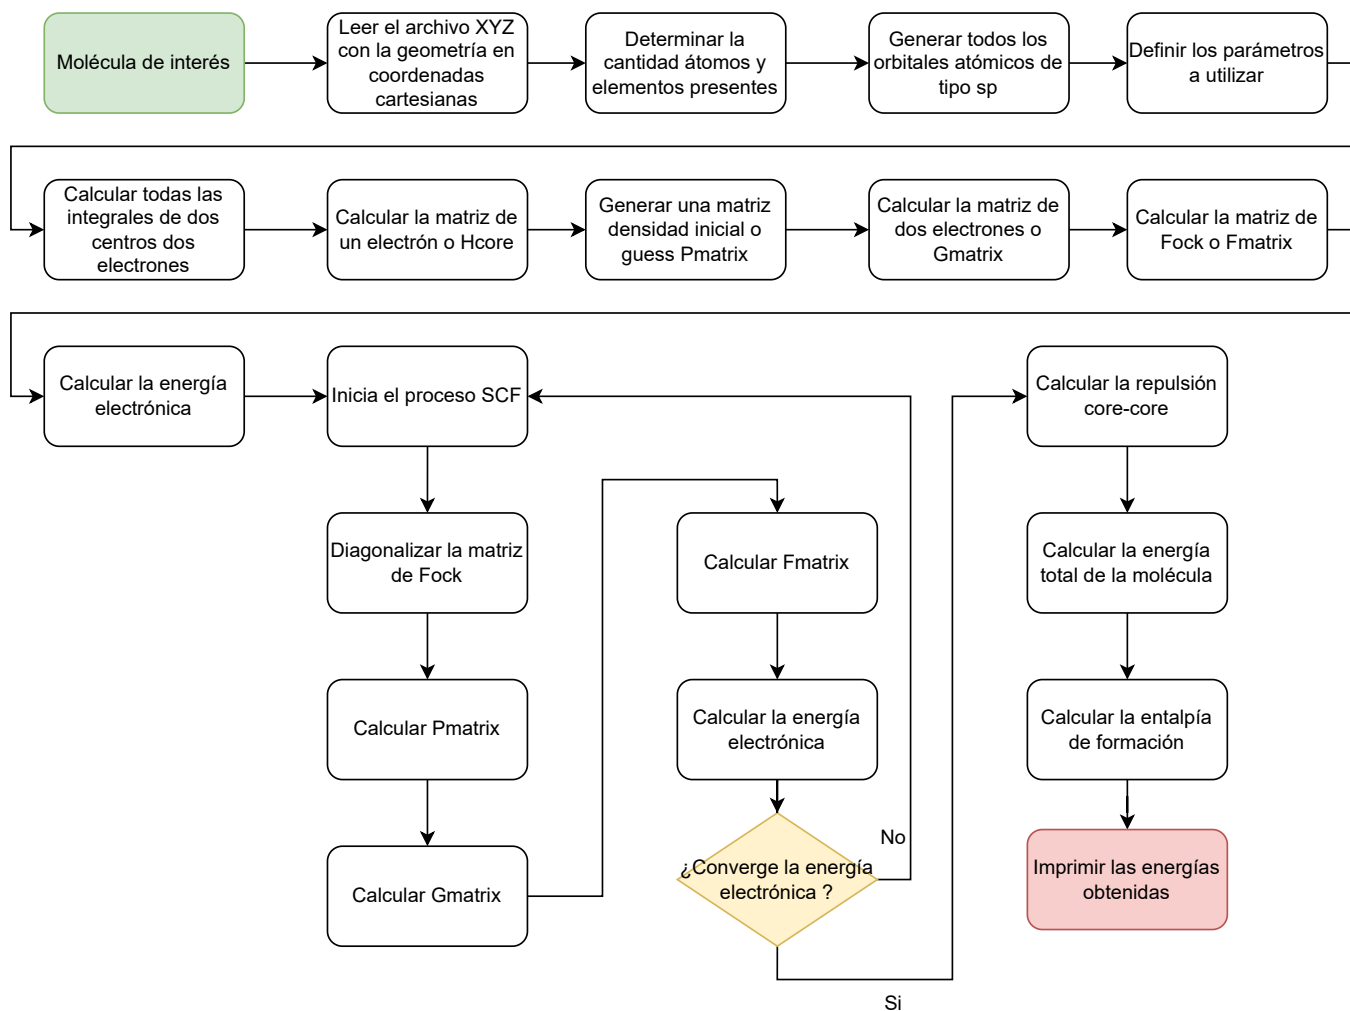 Molécula de interés
Leer el archivo XYZ
con la geometría en
coordenadas
cartesianas
Determinar la
cantidad átomos y
elementos presentes
Generar todos los
orbitales atómicos de
tipo sp
Definir los parámetros
a utilizar
Calcular todas las
integrales de dos
centros dos
electrones
Calcular la matriz de
un electrón o Hcore
Generar una matriz
densidad inicial o
guess Pmatrix
Calcular la matriz de
dos electrones o
Gmatrix
Calcular la matriz de
Fock o Fmatrix
Calcular la energía
electrónica
Inicia el proceso SCF
Diagonalizar la matriz
de Fock
Calcular Pmatrix
Calcular Gmatrix
Calcular Fmatrix
Calcular la energía
electrónica
¿Converge la energía
electrónica ?
No
Si
Calcular la repulsión
core-core
Calcular la energía
total de la molécula
Calcular la entalpía
de formación
Imprimir las energías
obtenidas